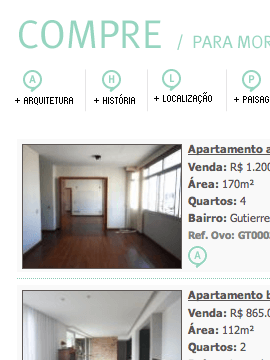 COMPRE / PARA MOR
A H L P
+ ARQUITETURA + HISTÓRIA + LOCALIZAÇÃO + PAISAG
Apartamento a
Venda: R$ 1.200
Área: 170m²
Quartos: 4
Bairro: Gutierre
Ref. Ovo: GT000
A
Apartamento b
Venda: R$ 865.0
Área: 112m²
Quartos: 2